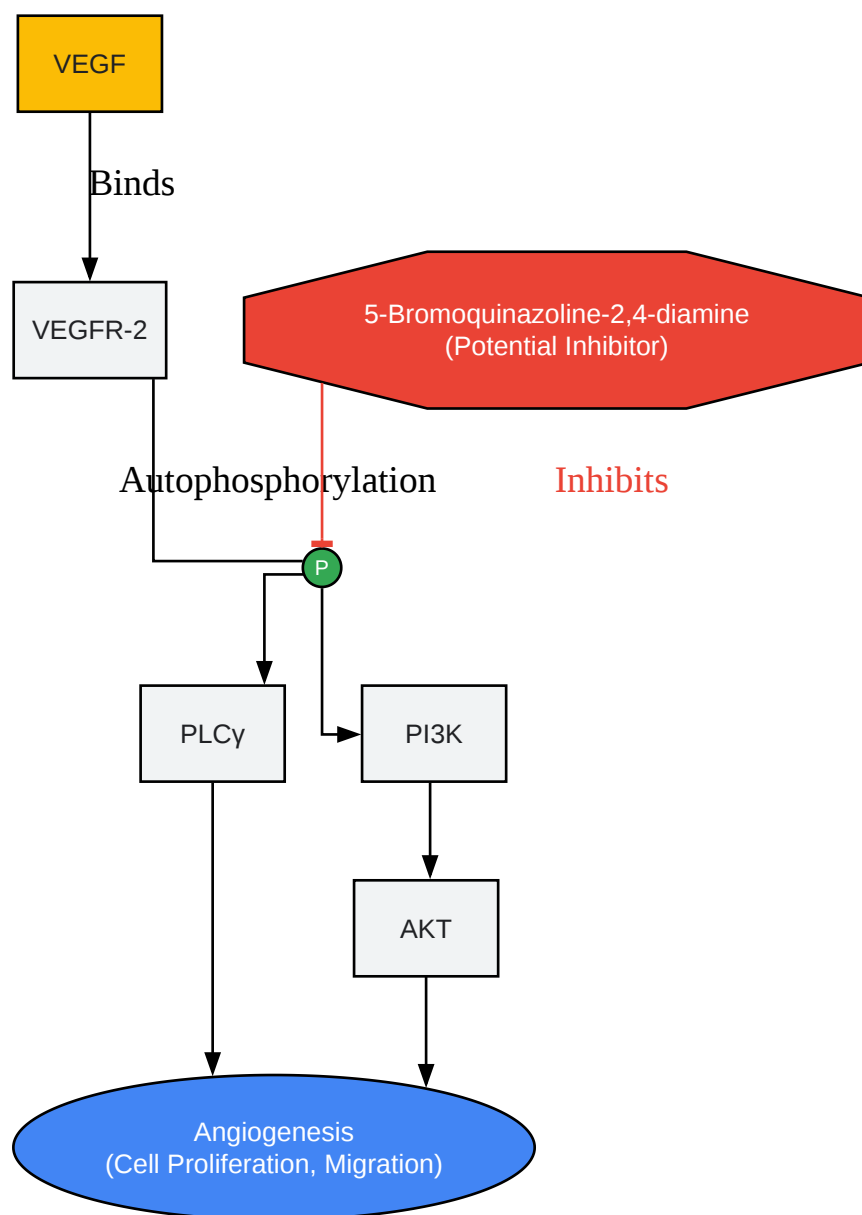 VEGF
Binds
VEGFR-2
5-Bromoquinazoline-2,4-diamine
(Potential Inhibitor)
Autophosphorylation
Inhibits
P
PLCγ
PI3K
AKT
Angiogenesis
(Cell Proliferation, Migration)